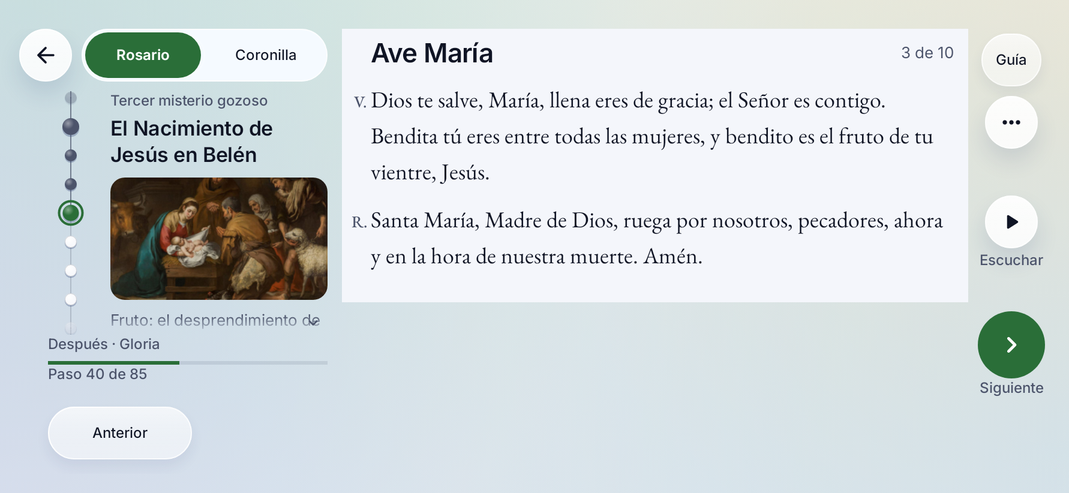 Rosario
Coronilla
Tercer misterio gozoso
El Nacimiento de
Jesús en Belén
Fruto: el desprendimiento de
Después · Gloria
Paso 40 de 85
Anterior
Ave María
3 de 10
V. Dios te salve, María, llena eres de gracia; el Señor es contigo.
Bendita tú eres entre todas las mujeres, y bendito es el fruto de tu
vientre, Jesús.
R. Santa María, Madre de Dios, ruega por nosotros, pecadores, ahora
y en la hora de nuestra muerte. Amén.
Guía
Escuchar
Siguiente